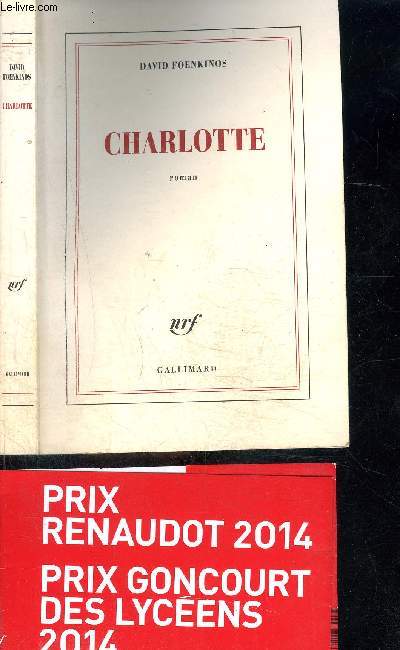 Le-livre.com
DAVID
FOENKINOS
CHARLOTTE
nrf
GALLIMARD
DAVID FOENKINOS
CHARLOTTE
roman
nrf
GALLIMARD
PRIX
RENAUDOT 2014
PRIX GONCOURT
DES LYCÉENS
2014